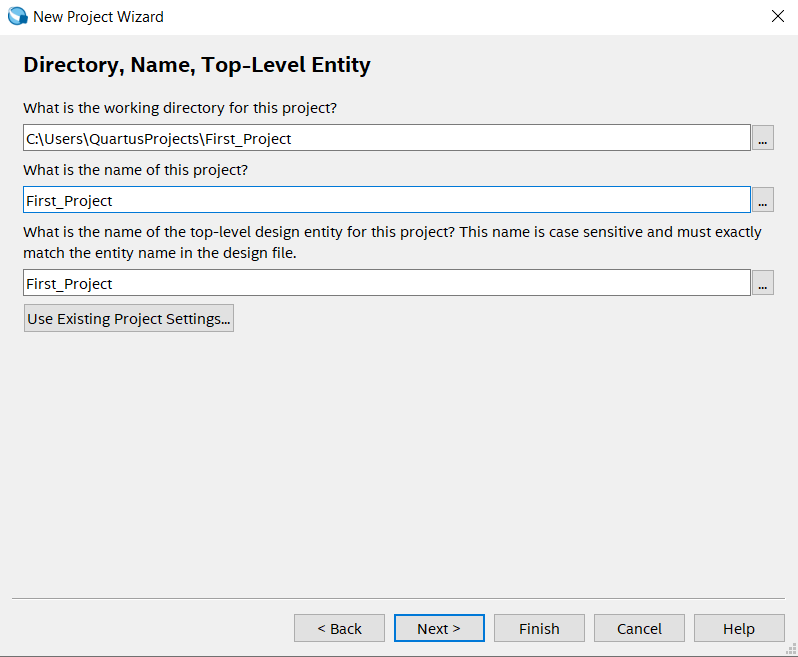 New Project Wizard
Directory, Name, Top-Level Entity
What is the working directory for this project?
C:\Users\QuartusProjects\First_Project
...
What is the name of this project?
First_Project
...
What is the name of the top-level design entity for this project? This name is case sensitive and must exactly
match the entity name in the design file.
First_Project
...
Use Existing Project Settings...
< Back
Next >
Finish
Cancel
Help